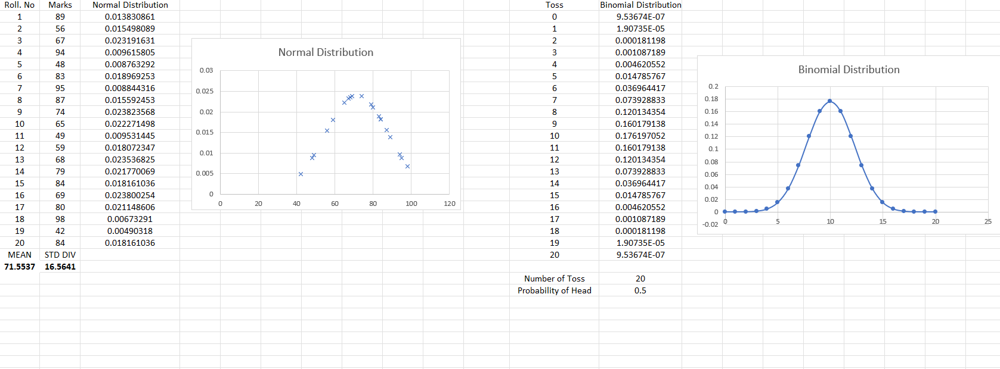 Roll. No Marks Normal Distribution
1 89 0.013830861
2 56 0.015498089
3 67 0.023191631
4 94 0.009615805
5 48 0.008763292
6 83 0.018969253
7 95 0.008844316
8 87 0.015592453
9 74 0.023823568
10 65 0.022271498
11 49 0.009531445
12 59 0.018072347
13 68 0.023536825
14 79 0.021770069
15 84 0.018161036
16 69 0.023800254
17 80 0.021148606
18 98 0.00673291
19 42 0.00490318
20 84 0.018161036
MEAN STD DIV
71.5537 16.5641
Normal Distribution
0.03
0.025
0.02
0.015
0.01
0.005
0
0 20 40 60 80 100 120
Toss Binomial Distribution
0 9.53674E-07
1 1.90735E-05
2 0.000181198
3 0.001087189
4 0.004620552
5 0.014785767
6 0.036964417
7 0.073928833
8 0.120134354
9 0.160179138
10 0.176197052
11 0.160179138
12 0.120134354
13 0.073928833
14 0.036964417
15 0.014785767
16 0.004620552
17 0.001087189
18 0.000181198
19 1.90735E-05
20 9.53674E-07
Number of Toss 20
Probability of Head 0.5
Binomial Distribution
0.2
0.18
0.16
0.14
0.12
0.1
0.08
0.06
0.04
0.02
0
-0.02
0 5 10 15 20 25